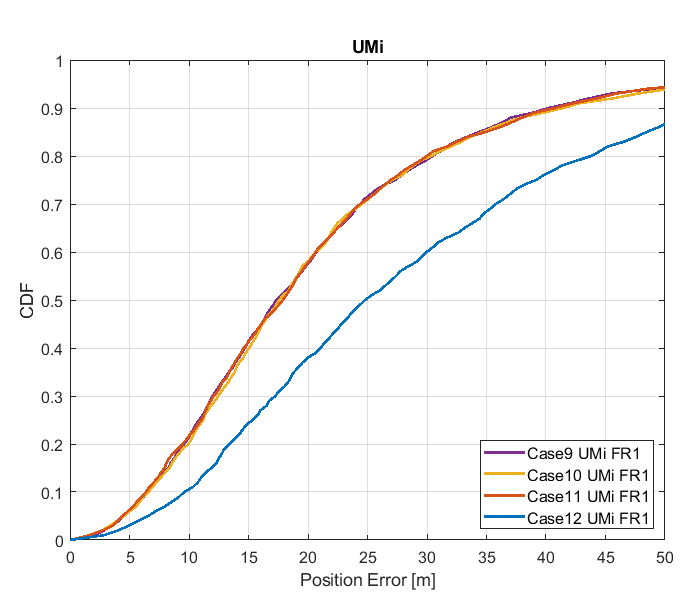 UMi
1
0.9
0.8
0.7
0.6
0.5
0.4
0.3
0.2
0.1
0
CDF
Case9 UMi FR1
Case10 UMi FR1
Case11 UMi FR1
Case12 UMi FR1
0 5 10 15 20 25 30 35 40 45 50
Position Error [m]